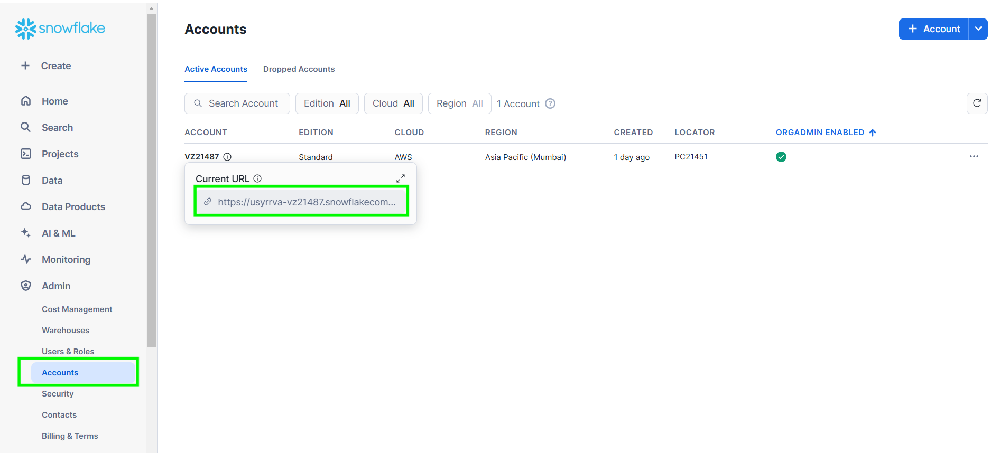 snowflake
Create
Home
Search
Projects
Data
Data Products
AI & ML
Monitoring
Admin
Cost Management
Warehouses
Users & Roles
Accounts
Security
Contacts
Billing & Terms
Accounts
+ Account
Active Accounts Dropped Accounts
Search Account Edition All Cloud All Region All 1 Account ?
ACCOUNT EDITION CLOUD REGION CREATED LOCATOR ORGADMIN ENABLED ↑
VZ21487 Standard AWS Asia Pacific (Mumbai) 1 day ago PC21451 ...
Current URL
https://usyrrva-vz21487.snowflakecom...